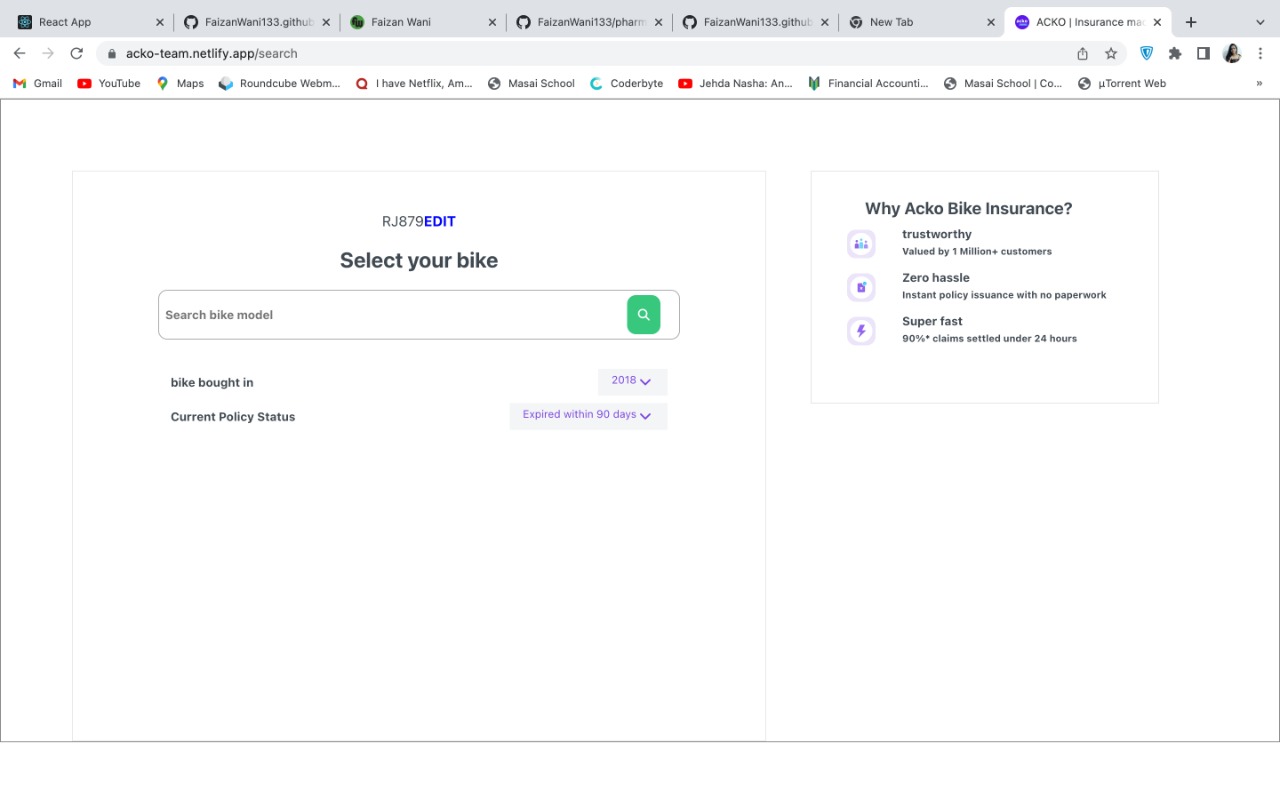 React App
FaizanWani133.github
Faizan Wani
FaizanWani133/pharm
FaizanWani133.github
New Tab
ACKO | Insurance mac
acko-team.netlify.app/search
Gmail
YouTube
Maps
Roundcube Webm...
I have Netflix, Am...
Masai School
Coderbyte
Jehda Nasha: An...
Financial Accounti...
Masai School | Co...
µTorrent Web
»
RJ879EDIT
Select your bike
Search bike model
bike bought in
2018
Current Policy Status
Expired within 90 days
Why Acko Bike Insurance?
trustworthy
Valued by 1 Million+ customers
Zero hassle
Instant policy issuance with no paperwork
Super fast
90%* claims settled under 24 hours